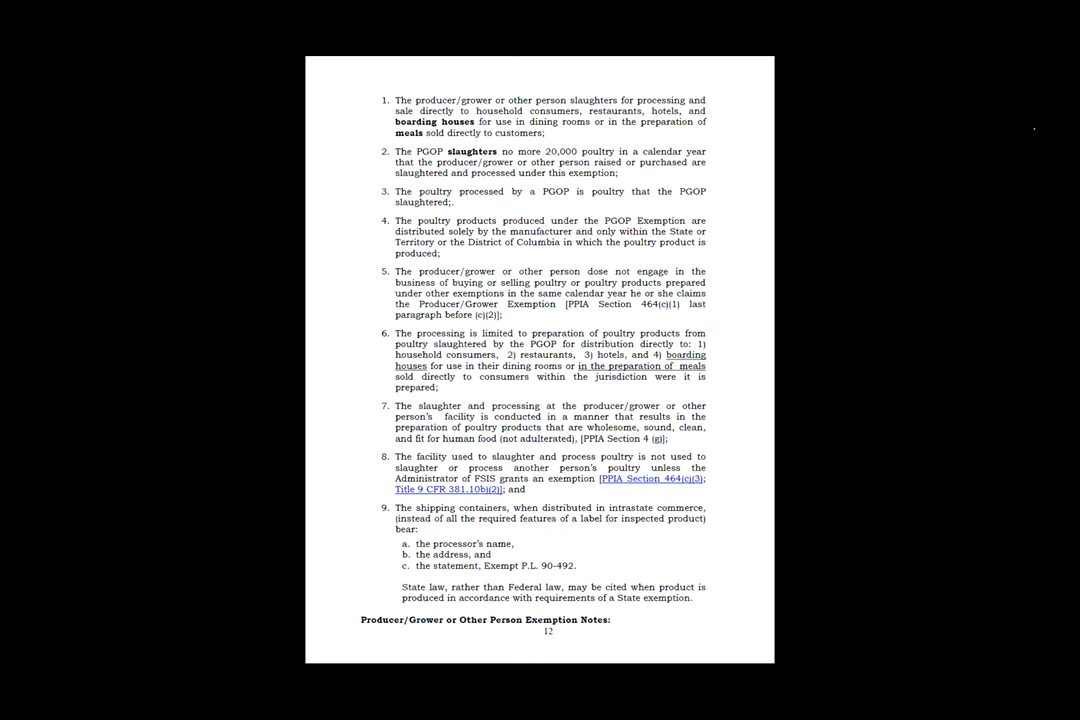 1. The producer/grower or other person slaughters for processing and
sale directly to household consumers, restaurants, hotels, and
boarding houses for use in dining rooms or in the preparation of
meals sold directly to customers;
2. The PGOP slaughters no more 20,000 poultry in a calendar year
that the producer/grower or other person raised or purchased are
slaughtered and processed under this exemption;
3. The poultry processed by a PGOP is poultry that the PGOP
slaughtered;.
4. The poultry products produced under the PGOP Exemption are
distributed solely by the manufacturer and only within the State or
Territory or the District of Columbia in which the poultry product is
produced;
5. The producer/grower or other person dose not engage in the
business of buying or selling poultry or poultry products prepared
under other exemptions in the same calendar year he or she claims
the Producer/Grower Exemption [PPIA Section 464(c)(1) last
paragraph before (c)(2)];
6. The processing is limited to preparation of poultry products from
poultry slaughtered by the PGOP for distribution directly to: 1)
household consumers, 2) restaurants, 3) hotels, and 4) boarding
houses for use in their dining rooms or in the preparation of meals
sold directly to consumers within the jurisdiction were it is
prepared;
7. The slaughter and processing at the producer/grower or other
person's facility is conducted in a manner that results in the
preparation of poultry products that are wholesome, sound, clean,
and fit for human food (not adulterated), [PPIA Section 4 (g)];
8. The facility used to slaughter and process poultry is not used to
slaughter or process another person's poultry unless the
Administrator of FSIS grants an exemption [PPIA Section 464(c)(3);
Title 9 CFR 381.10b)(2)]; and
9. The shipping containers, when distributed in intrastate commerce,
(instead of all the required features of a label for inspected product)
bear:
a. the processor's name,
b. the address, and
c. the statement, Exempt P.L. 90-492.
State law, rather than Federal law, may be cited when product is
produced in accordance with requirements of a State exemption.
Producer/Grower or Other Person Exemption Notes:
12